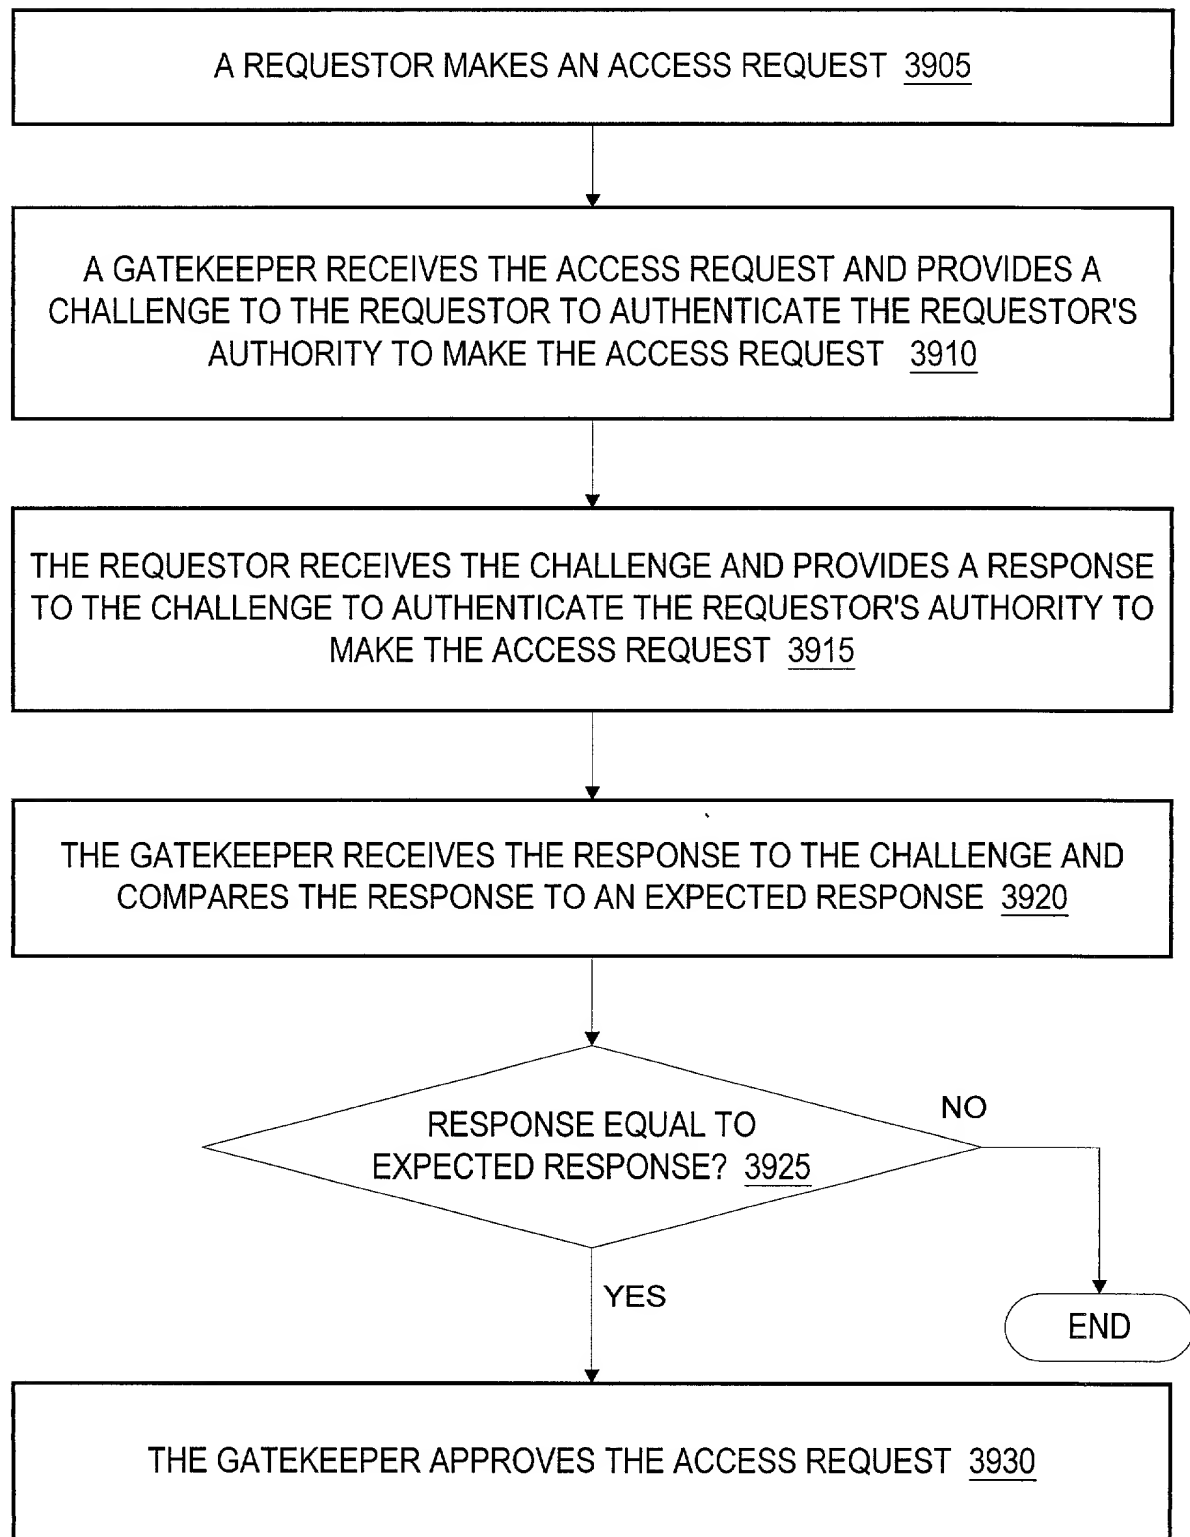 A REQUESTOR MAKES AN ACCESS REQUEST 3905
A GATEKEEPER RECEIVES THE ACCESS REQUEST AND PROVIDES A
CHALLENGE TO THE REQUESTOR TO AUTHENTICATE THE REQUESTOR'S
AUTHORITY TO MAKE THE ACCESS REQUEST 3910
THE REQUESTOR RECEIVES THE CHALLENGE AND PROVIDES A RESPONSE
TO THE CHALLENGE TO AUTHENTICATE THE REQUESTOR'S AUTHORITY TO
MAKE THE ACCESS REQUEST 3915
THE GATEKEEPER RECEIVES THE RESPONSE TO THE CHALLENGE AND
COMPARES THE RESPONSE TO AN EXPECTED RESPONSE 3920
RESPONSE EQUAL TO
EXPECTED RESPONSE? 3925
NO
YES
END
THE GATEKEEPER APPROVES THE ACCESS REQUEST 3930